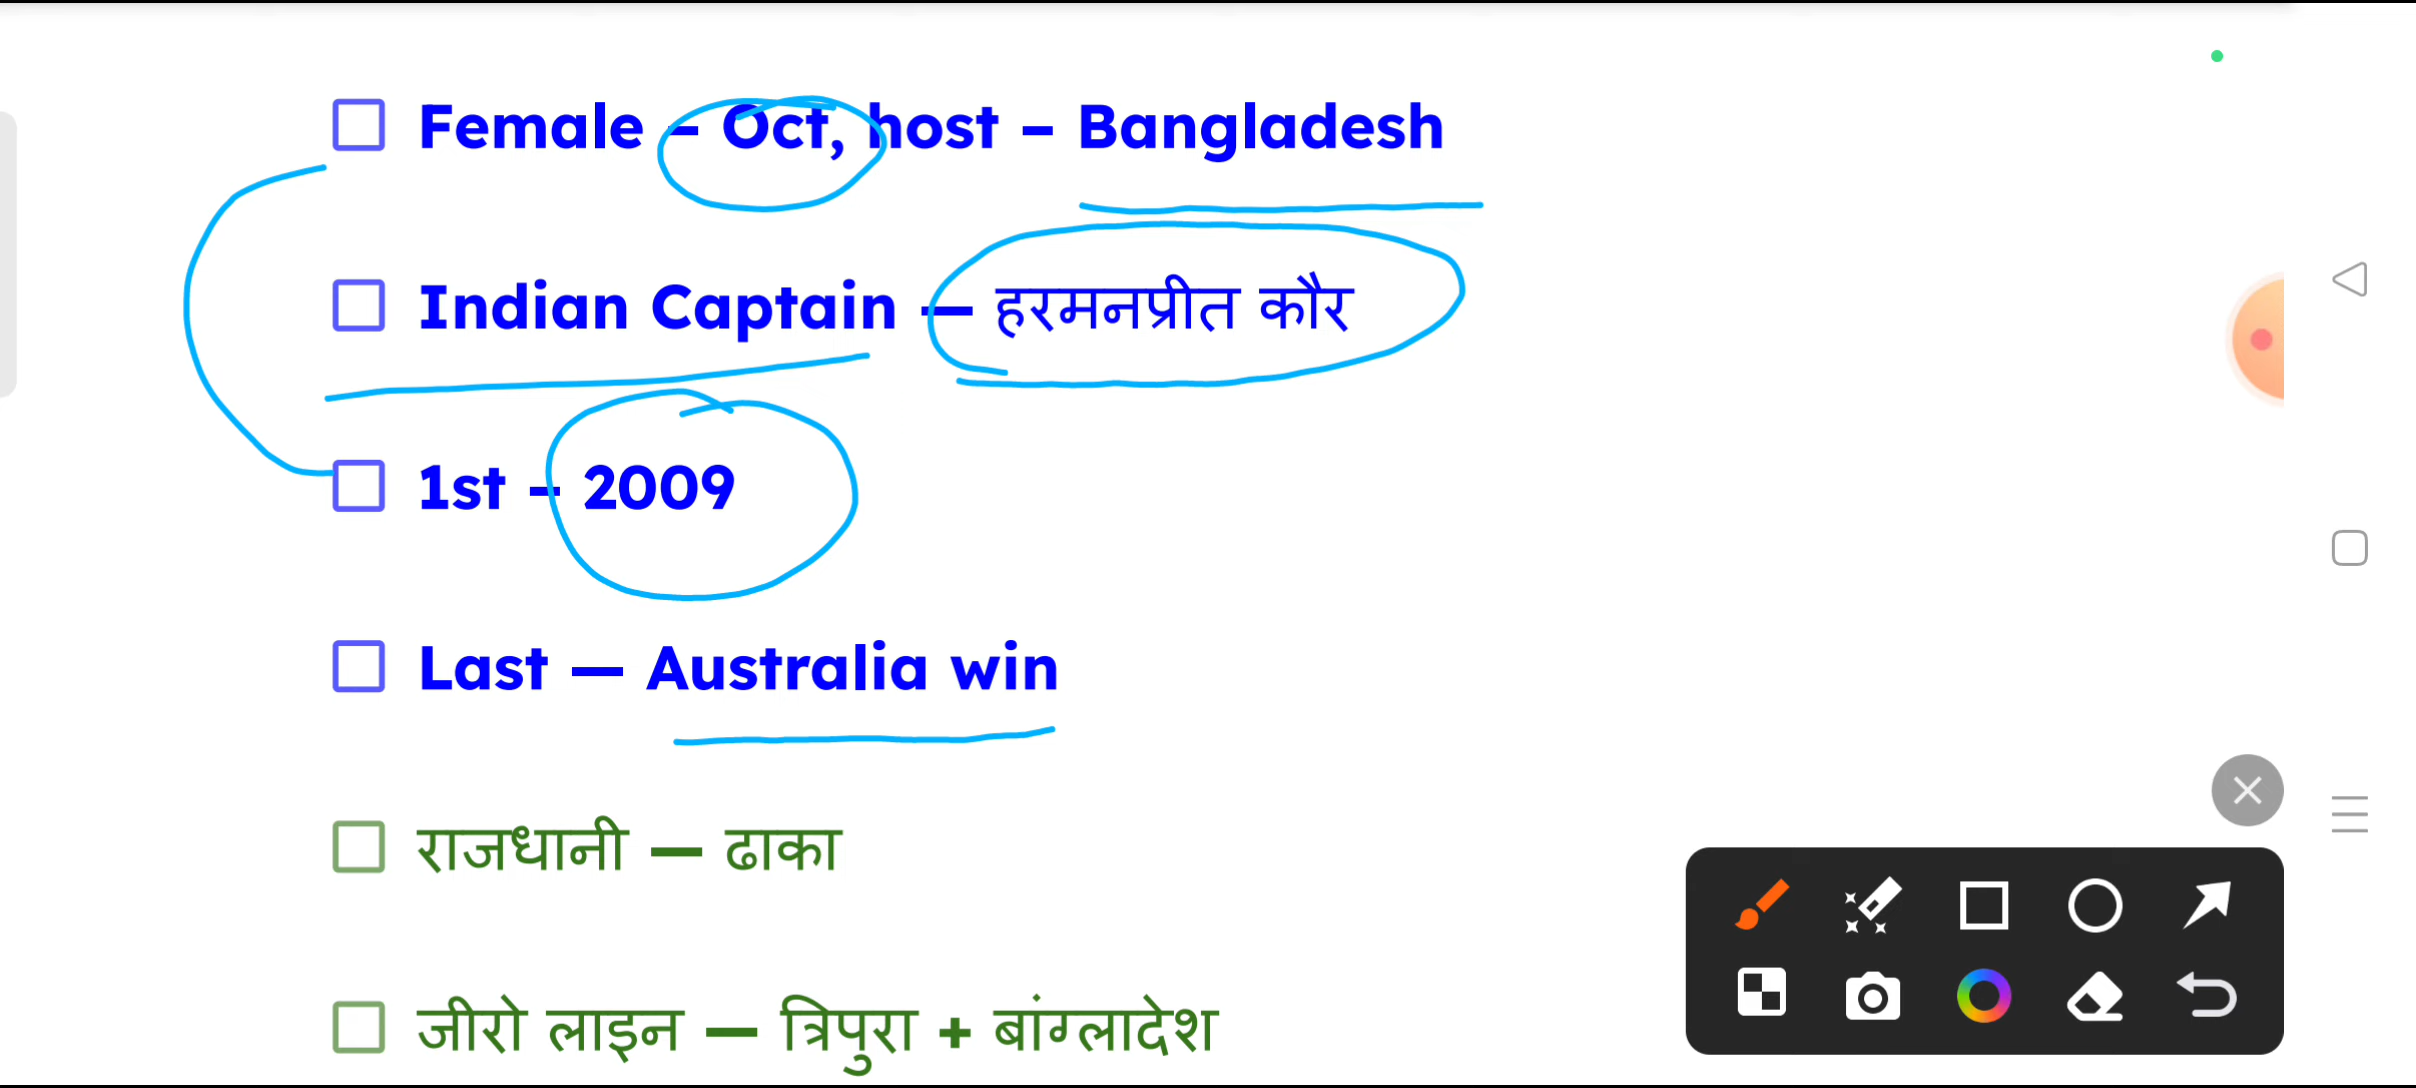 Female – Oct, host – Bangladesh
Indian Captain — हरमनप्रीत कौर
1st – 2009
Last — Australia win
राजधानी — ढाका
जीरो लाइन — त्रिपुरा + बांग्लादेश